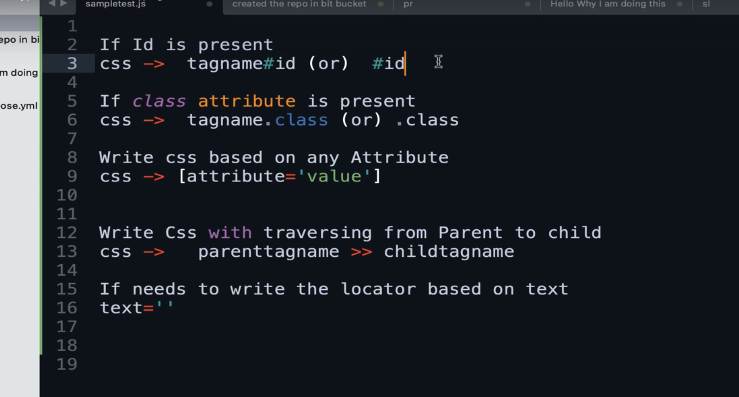 sampletest.js
created the repo in bit bucket
pr
Hello Why I am doing this
sl
epo in bi
m doing
ose.yml
1
2 If Id is present
3 css -> tagname#id (or) #id
4
5 If class attribute is present
6 css -> tagname.class (or) .class
7
8 Write css based on any Attribute
9 css -> [attribute='value']
10
11
12 Write Css with traversing from Parent to child
13 css -> parenttagname >> childtagname
14
15 If needs to write the locator based on text
16 text=''
17
18
19